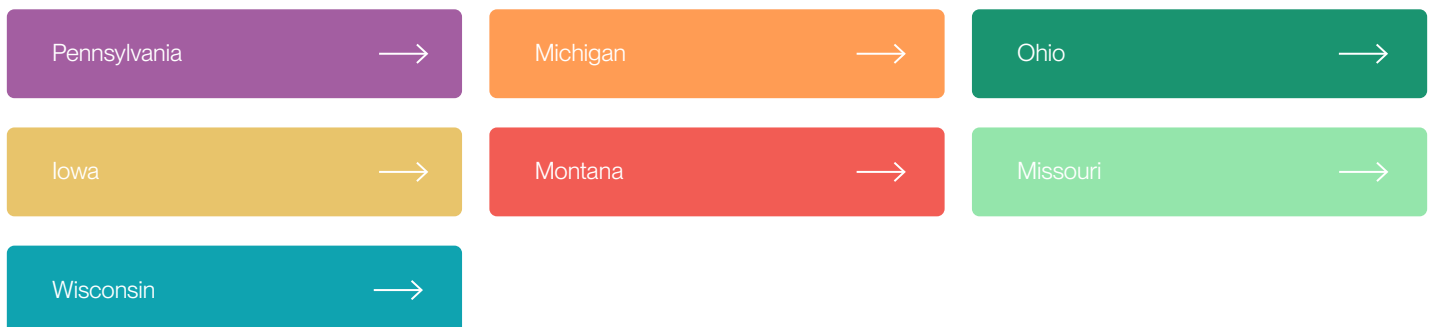 Pennsylvania
Michigan
Ohio
Iowa
Montana
Missouri
Wisconsin